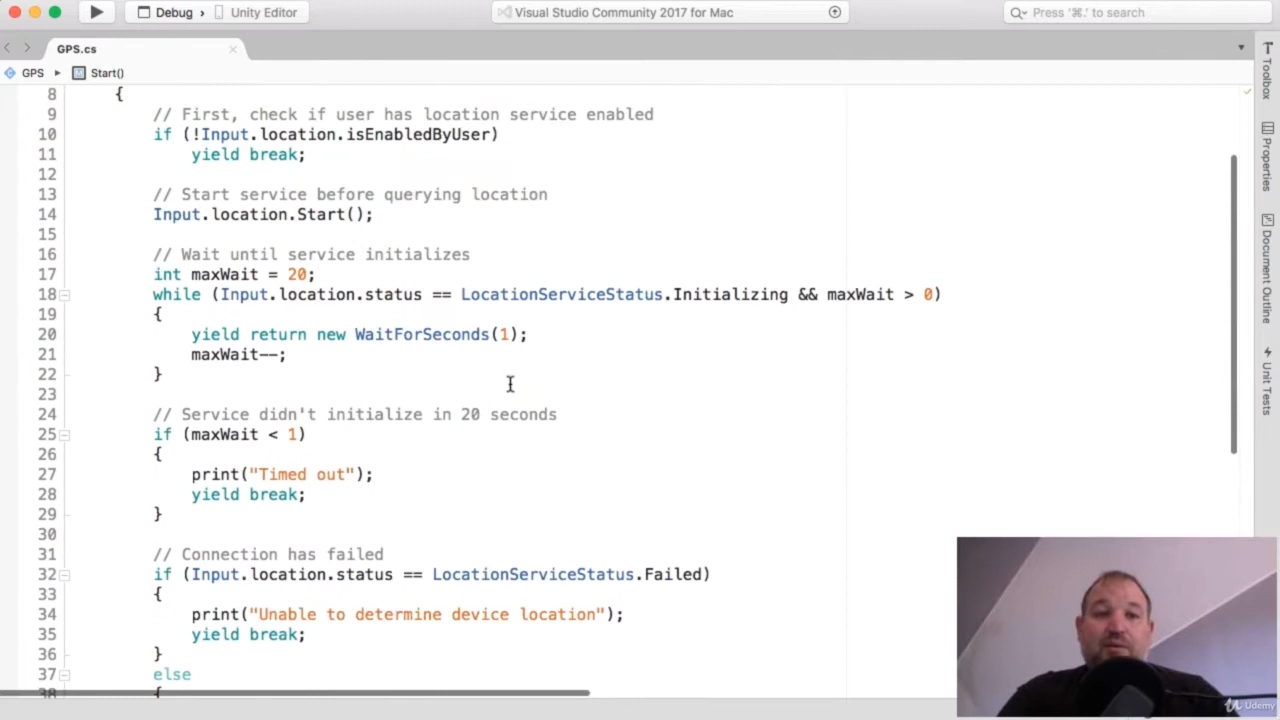 Debug › Unity Editor
Visual Studio Community 2017 for Mac
Press '⌘.' to search
GPS.cs
GPS
Start()
8 {
9 // First, check if user has location service enabled
10 if (!Input.location.isEnabledByUser)
11 yield break;
12
13 // Start service before querying location
14 Input.location.Start();
15
16 // Wait until service initializes
17 int maxWait = 20;
18 while (Input.location.status == LocationServiceStatus.Initializing && maxWait > 0)
19 {
20 yield return new WaitForSeconds(1);
21 maxWait--;
22 }
23
24 // Service didn't initialize in 20 seconds
25 if (maxWait < 1)
26 {
27 print("Timed out");
28 yield break;
29 }
30
31 // Connection has failed
32 if (Input.location.status == LocationServiceStatus.Failed)
33 {
34 print("Unable to determine device location");
35 yield break;
36 }
37 else
38 {
Toolbox
Properties
Document Outline
Unit Tests
Udemy